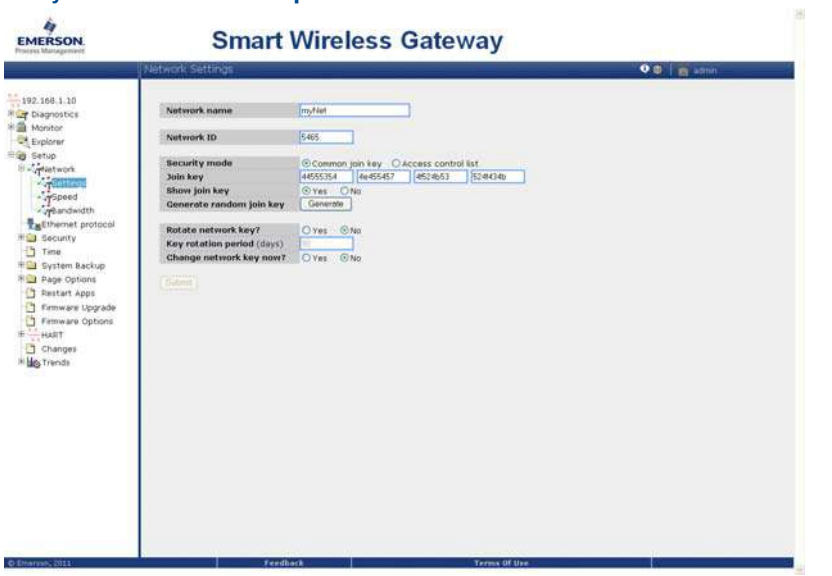 EMERSON.
Process Management
Smart Wireless Gateway
Network Settings
admin
192.168.1.10
Diagnostics
Monitor
Explorer
Setup
Network
Settings
Speed
Bandwidth
Ethernet protocol
Security
Time
System Backup
Page Options
Restart Apps
Firmware Upgrade
Firmware Options
HART
Changes
Trends
Network name myNet
Network ID 5465
Security mode Common join key Access control list
Join key 44555354 4e455457 4f524b53 524f434b
Show join key Yes No
Generate random join key Generate
Rotate network key? Yes No
Key rotation period (days)
Change network key now? Yes No
Submit
© Emerson, 2011 Feedback Terms Of Use